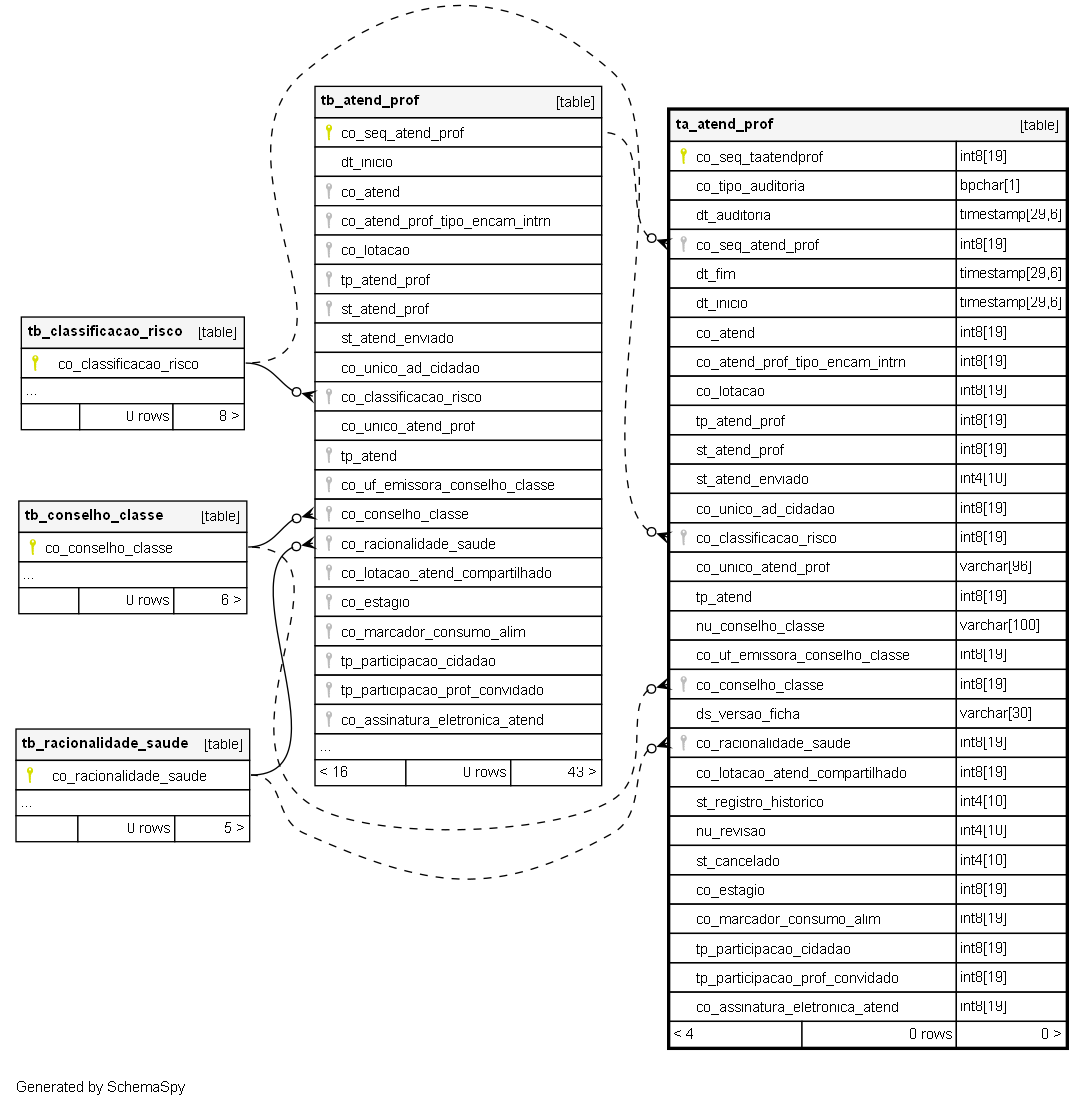 tb_atend_prof [table]
co_seq_atend_prof
dt_inicio
co_atend
co_atend_prof_tipo_encam_intrn
co_lotacao
tp_atend_prof
st_atend_prof
st_atend_enviado
co_unico_ad_cidadao
co_classificacao_risco
co_unico_atend_prof
tp_atend
co_uf_emissora_conselho_classe
co_conselho_classe
co_racionalidade_saude
co_lotacao_atend_compartilhado
co_estagio
co_marcador_consumo_alim
tp_participacao_cidadao
tp_participacao_prof_convidado
co_assinatura_eletronica_atend
...
< 16 0 rows 43 >
tb_classificacao_risco [table]
co_classificacao_risco
...
0 rows 8 >
tb_conselho_classe [table]
co_conselho_classe
...
0 rows 6 >
tb_racionalidade_saude [table]
co_racionalidade_saude
...
0 rows 5 >
ta_atend_prof [table]
co_seq_taatendprof int8[19]
co_tipo_auditoria bpchar[1]
dt_auditoria timestamp[29,6]
co_seq_atend_prof int8[19]
dt_fim timestamp[29,6]
dt_inicio timestamp[29,6]
co_atend int8[19]
co_atend_prof_tipo_encam_intrn int8[19]
co_lotacao int8[19]
tp_atend_prof int8[19]
st_atend_prof int8[19]
st_atend_enviado int4[10]
co_unico_ad_cidadao int8[19]
co_classificacao_risco int8[19]
co_unico_atend_prof varchar[96]
tp_atend int8[19]
nu_conselho_classe varchar[100]
co_uf_emissora_conselho_classe int8[19]
co_conselho_classe int8[19]
ds_versao_ficha varchar[30]
co_racionalidade_saude int8[19]
co_lotacao_atend_compartilhado int8[19]
st_registro_historico int4[10]
nu_revisao int4[10]
st_cancelado int4[10]
co_estagio int8[19]
co_marcador_consumo_alim int8[19]
tp_participacao_cidadao int8[19]
tp_participacao_prof_convidado int8[19]
co_assinatura_eletronica_atend int8[19]
< 4 0 rows 0 >
Generated by SchemaSpy